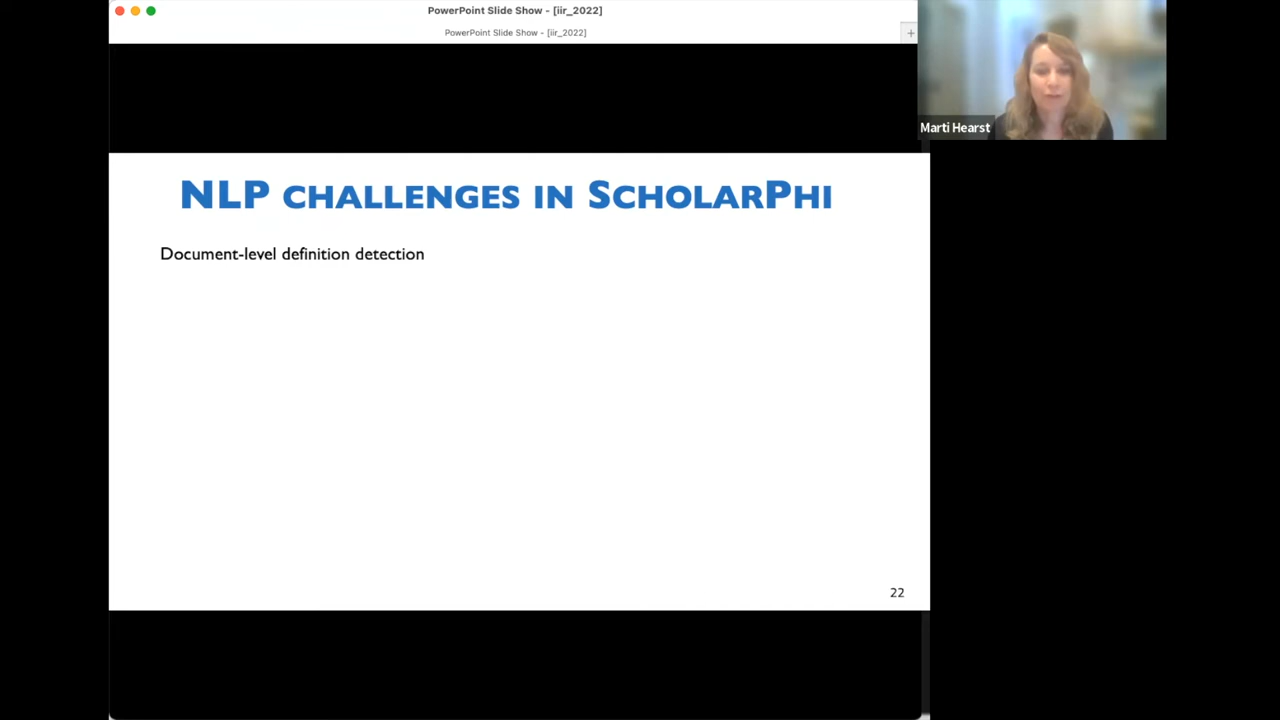 PowerPoint Slide Show - [iir_2022]
PowerPoint Slide Show - [iir_2022]
+
Marti Hearst
NLP CHALLENGES IN SCHOLARPHI
Document-level definition detection
22